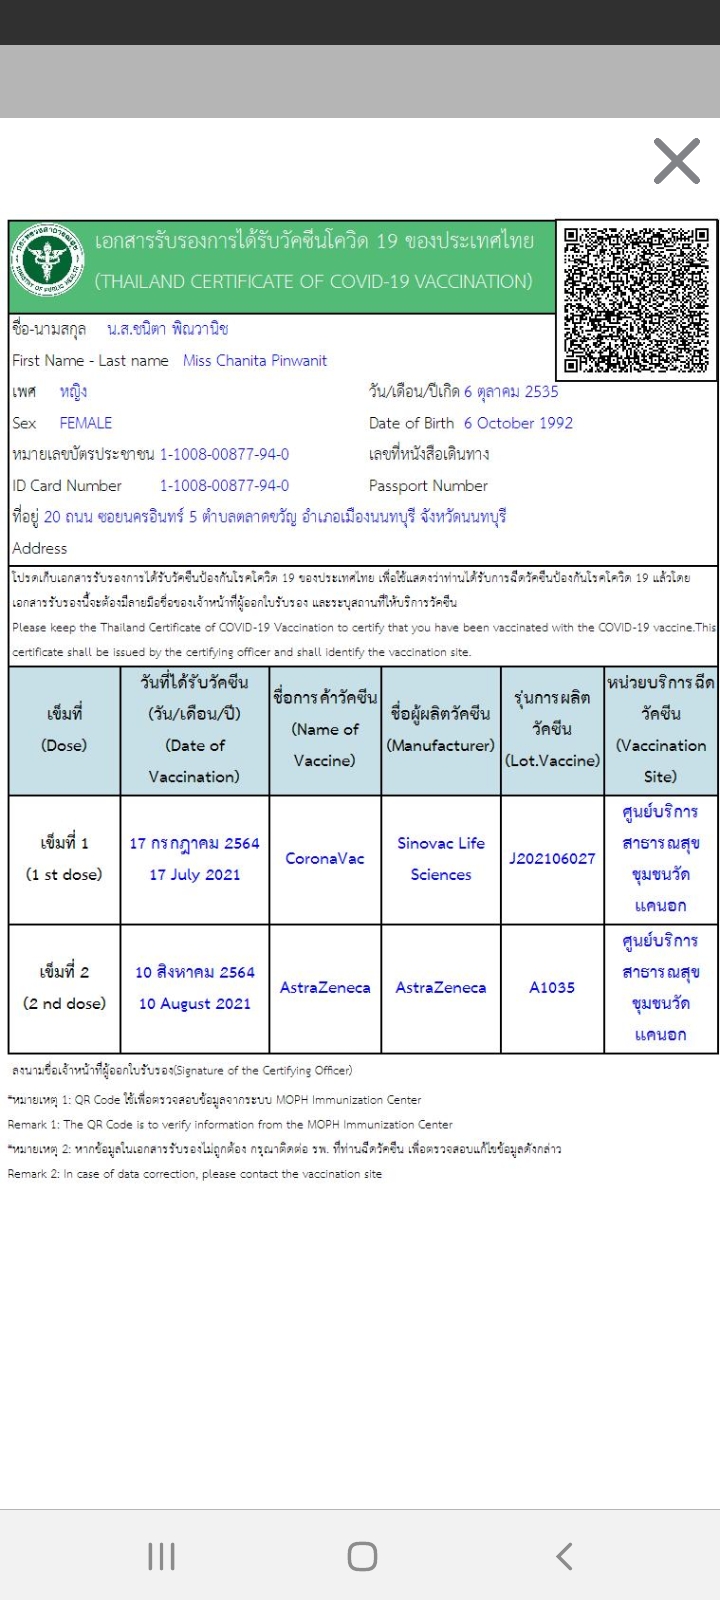 เอกสารรับรองการได้รับวัคซีนโควิด 19 ของประเทศไทย
(THAILAND CERTIFICATE OF COVID-19 VACCINATION)
กระทรวงสาธารณสุข
MINISTRY OF PUBLIC HEALTH
ชื่อ-นามสกุล น.ส.ชนิตา พิณวานิช
First Name - Last name Miss Chanita Pinwanit
เพศ หญิง วัน/เดือน/ปีเกิด 6 ตุลาคม 2535
Sex FEMALE Date of Birth 6 October 1992
หมายเลขบัตรประชาชน 1-1008-00877-94-0 เลขที่หนังสือเดินทาง
ID Card Number 1-1008-00877-94-0 Passport Number
ที่อยู่ 20 ถนน ซอยนครอินทร์ 5 ตำบลตลาดขวัญ อำเภอเมืองนนทบุรี จังหวัดนนทบุรี
Address
โปรดเก็บเอกสารรับรองการได้รับวัคซีนป้องกันโรคโควิด 19 ของประเทศไทย เพื่อใช้แสดงว่าท่านได้รับการฉีดวัคซีนป้องกันโรคโควิด 19 แล้วโดย
เอกสารรับรองนี้จะต้องมีลายมือชื่อของเจ้าหน้าที่ผู้ออกใบรับรอง และระบุสถานที่ให้บริการวัคซีน
Please keep the Thailand Certificate of COVID-19 Vaccination to certify that you have been vaccinated with the COVID-19 vaccine.This
certificate shall be issued by the certifying officer and shall identify the vaccination site.
เข็มที่
(Dose)
วันที่ได้รับวัคซีน
(วัน/เดือน/ปี)
(Date of
Vaccination)
ชื่อการค้าวัคซีน
(Name of
Vaccine)
ชื่อผู้ผลิตวัคซีน
(Manufacturer)
รุ่นการผลิต
วัคซีน
(Lot.Vaccine)
หน่วยบริการฉีด
วัคซีน
(Vaccination
Site)
เข็มที่ 1
(1 st dose)
17 กรกฎาคม 2564
17 July 2021
CoronaVac
Sinovac Life
Sciences
J202106027
ศูนย์บริการ
สาธารณสุข
ชุมชนวัด
แคนอก
เข็มที่ 2
(2 nd dose)
10 สิงหาคม 2564
10 August 2021
AstraZeneca
AstraZeneca
A1035
ศูนย์บริการ
สาธารณสุข
ชุมชนวัด
แคนอก
ลงนามชื่อเจ้าหน้าที่ผู้ออกใบรับรอง(Signature of the Certifying Officer)
*หมายเหตุ 1: QR Code ใช้เพื่อตรวจสอบข้อมูลจากระบบ MOPH Immunization Center
Remark 1: The QR Code is to verify information from the MOPH Immunization Center
*หมายเหตุ 2: หากข้อมูลในเอกสารรับรองไม่ถูกต้อง กรุณาติดต่อ รพ. ที่ท่านฉีดวัคซีน เพื่อตรวจสอบแก้ไขข้อมูลดังกล่าว
Remark 2: In case of data correction, please contact the vaccination site